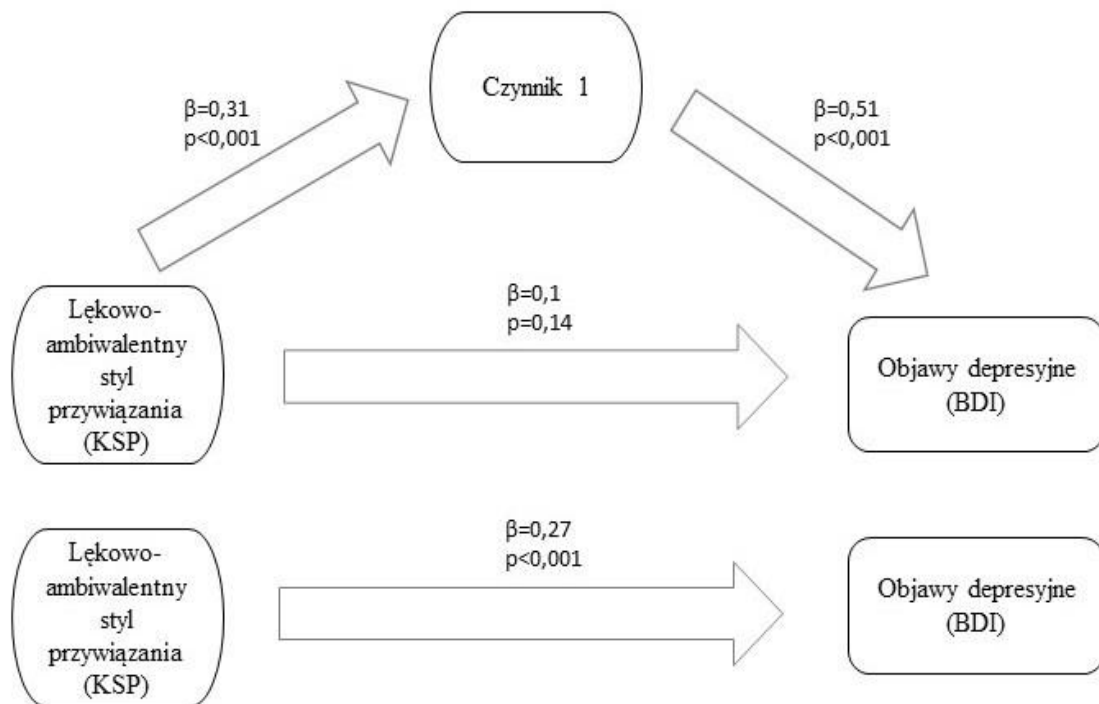 Czynnik 1
β=0,31
p<0,001
β=0,51
p<0,001
Lękowo-
ambiwalentny
styl
przywiązania
(KSP)
β=0,1
p=0,14
Objawy depresyjne
(BDI)
Lękowo-
ambiwalentny
styl
przywiązania
(KSP)
β=0,27
p<0,001
Objawy depresyjne
(BDI)